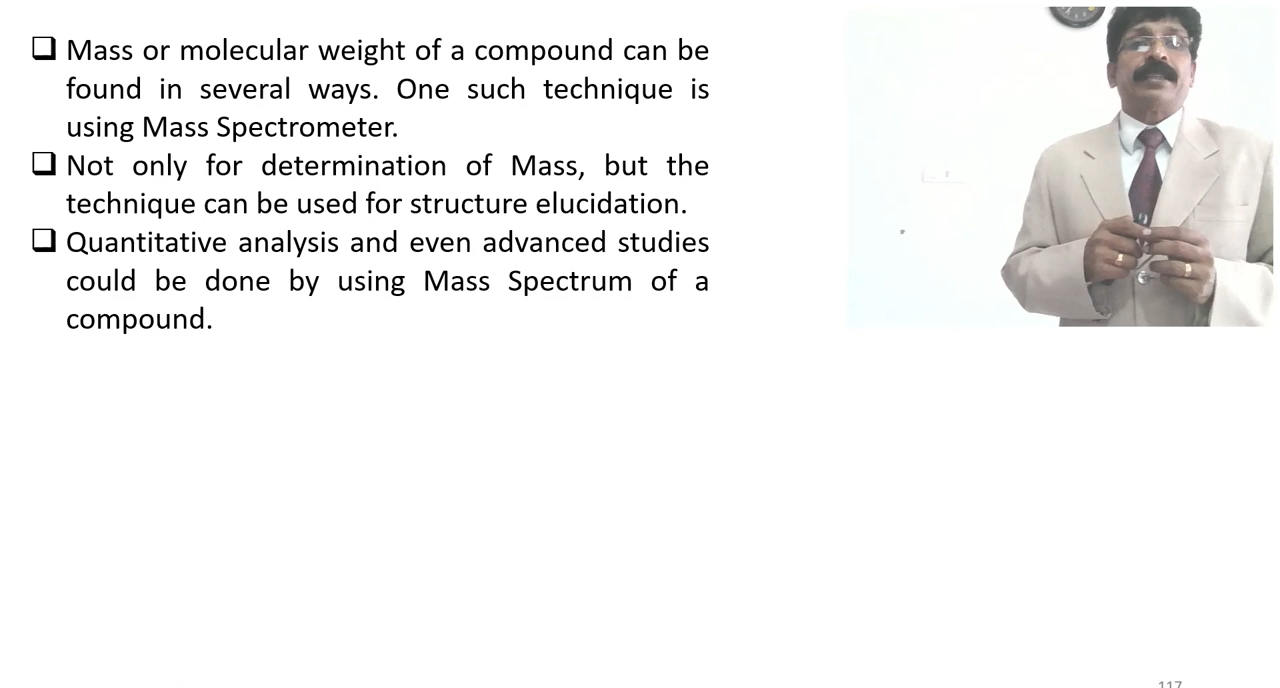 ❑ Mass or molecular weight of a compound can be
found in several ways. One such technique is
using Mass Spectrometer.
❑ Not only for determination of Mass, but the
technique can be used for structure elucidation.
❑ Quantitative analysis and even advanced studies
could be done by using Mass Spectrum of a
compound.
117